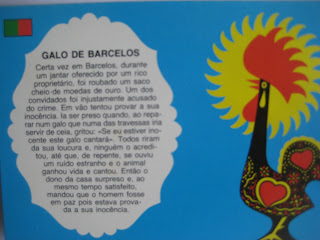 GALO DE BARCELOS
Certa vez em Barcelos, durante
um jantar oferecido por um rico
proprietário, foi roubado um saco
cheio de moedas de ouro. Um dos
convidados foi injustamente acusado
do crime. Em vão tentou provar a sua
inocência. Ia ser preso quando, ao repa-
rar num galo que numa das travessas iria
servir de ceia, gritou: «Se eu estiver ino-
cente este galo cantará». Todos riram
da sua loucura e, ninguém o acredi-
tou, até que, de repente, se ouviu
um ruído estranho e o animal
ganhou vida e cantou. Então o
dono da casa surpreso e, ao
mesmo tempo satisfeito,
mandou que o homem fosse
em paz pois estava prova-
da a sua inocência.